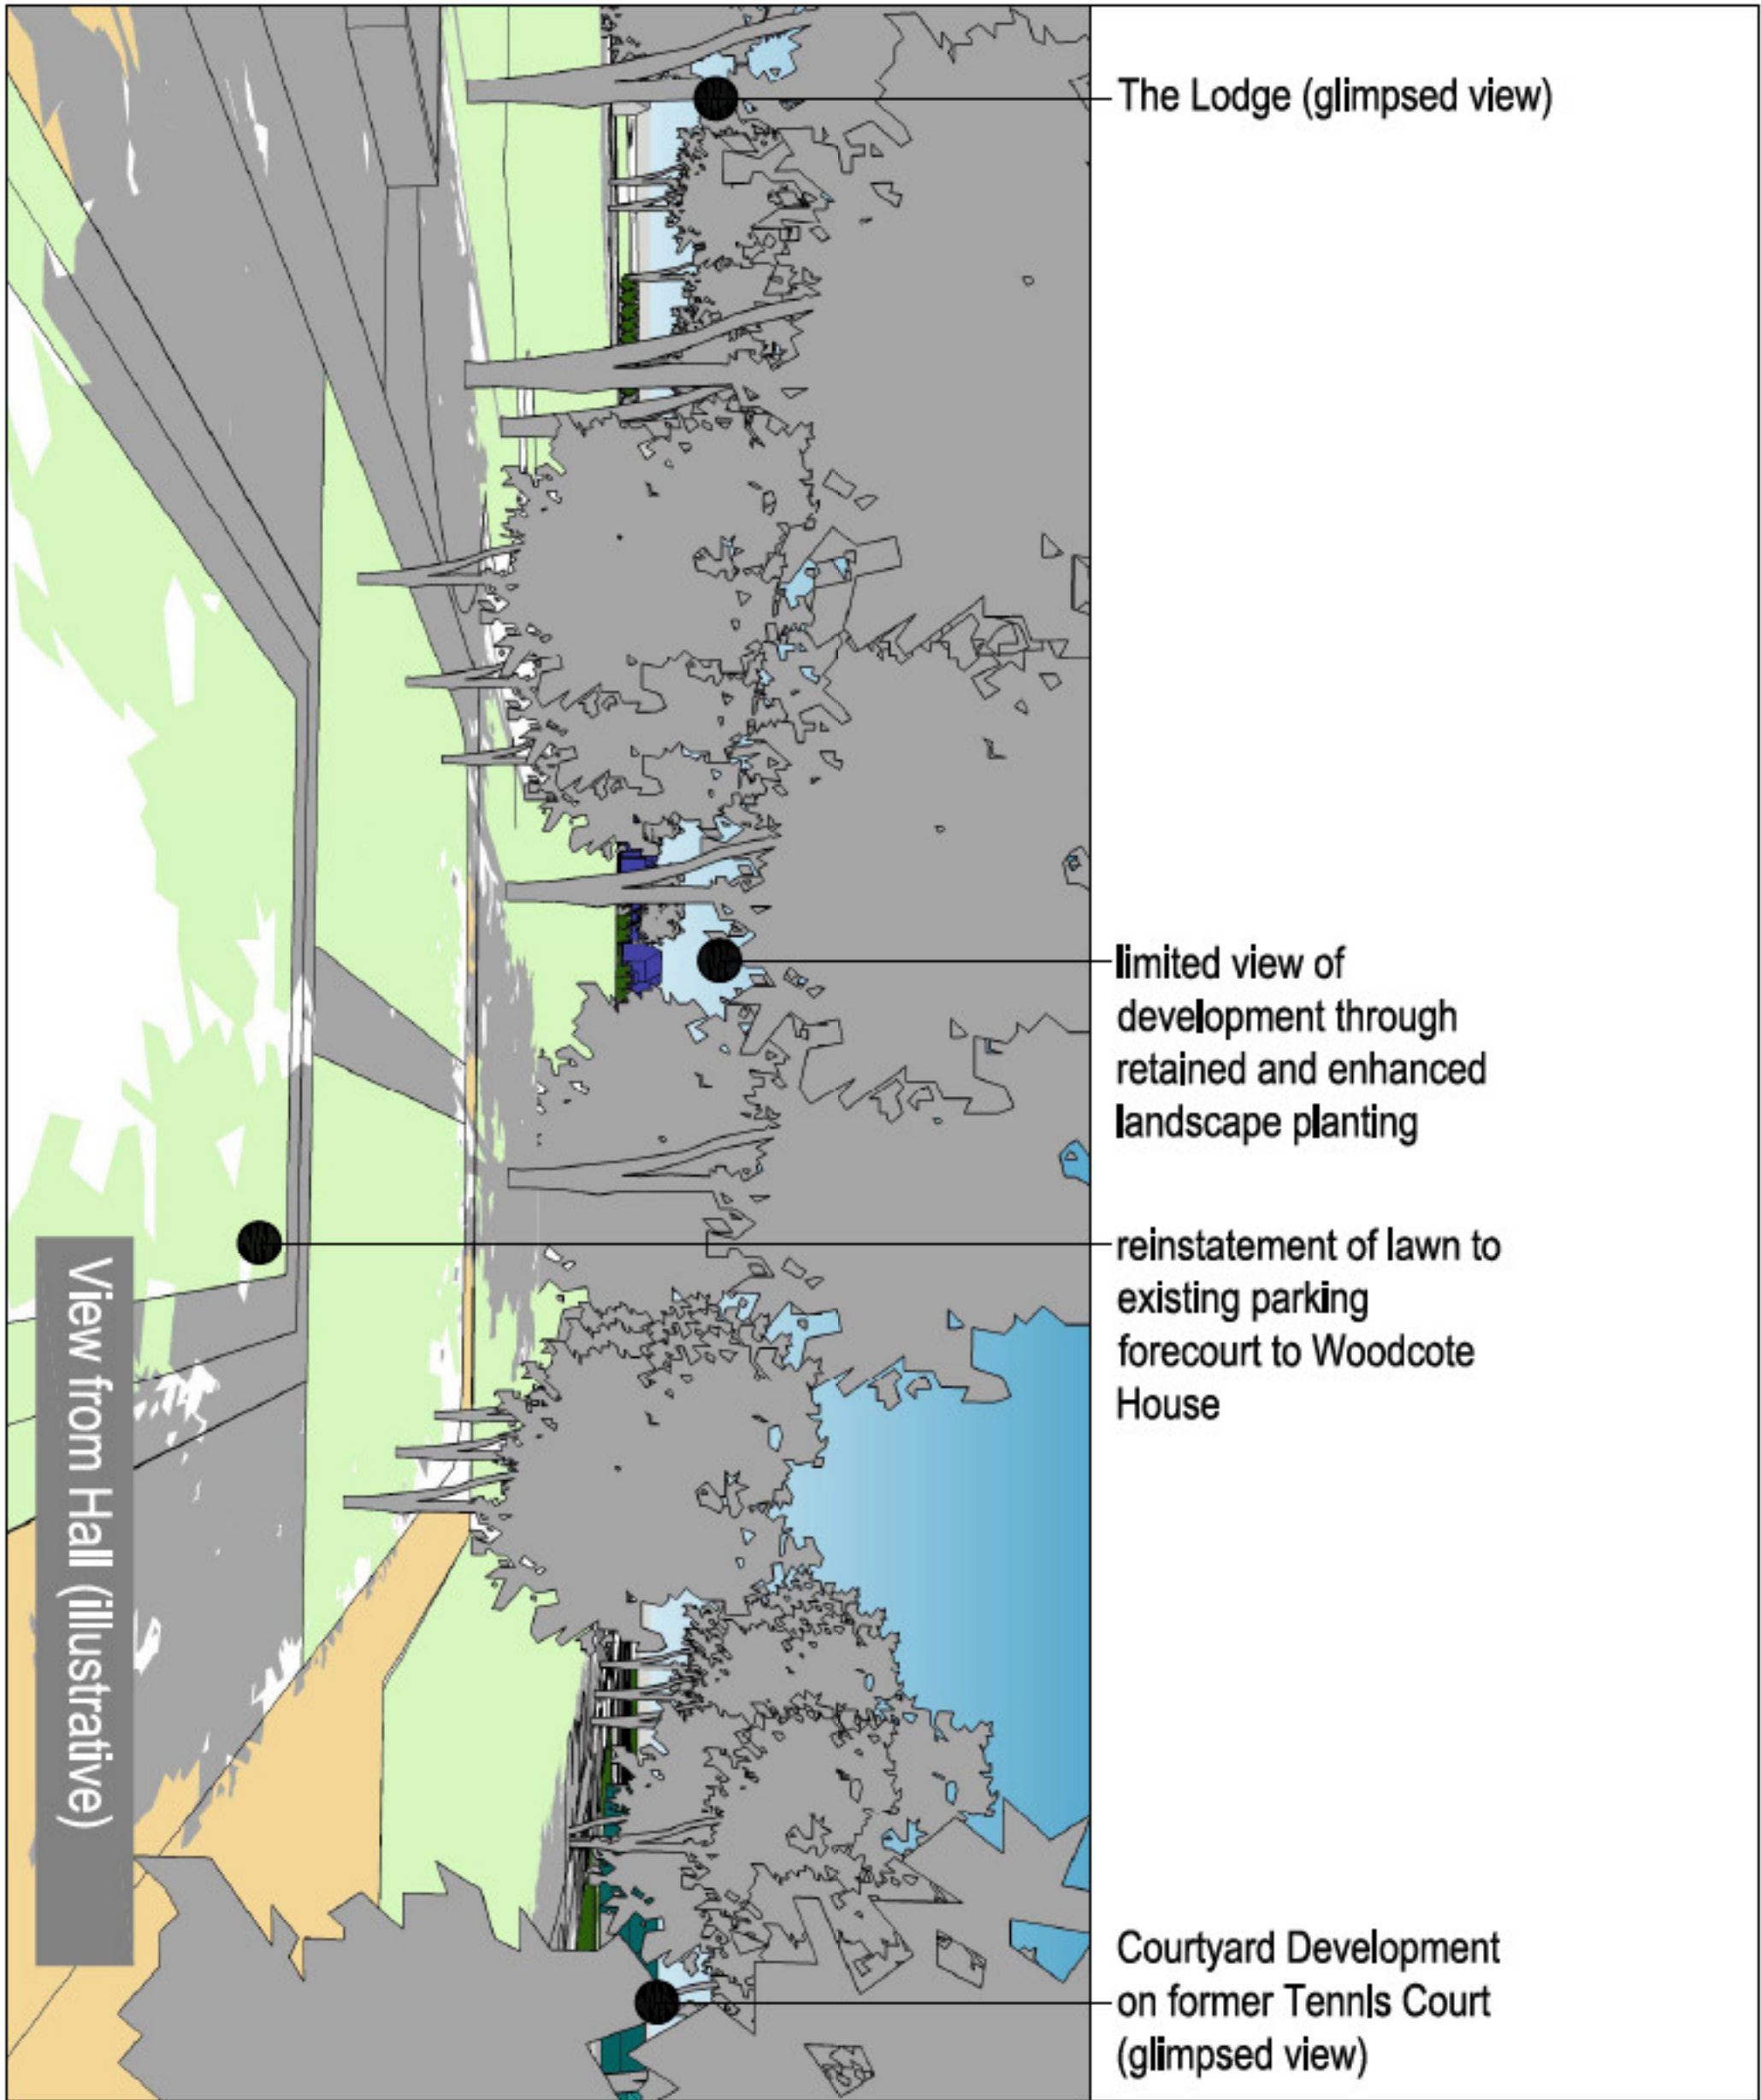 The Lodge (glimpsed view)
limited view of
development through
retained and enhanced
landscape planting
reinstatement of lawn to
existing parking
forecourt to Woodcote
House
Courtyard Development
on former Tennis Court
(glimpsed view)
View from Hall (illustrative)